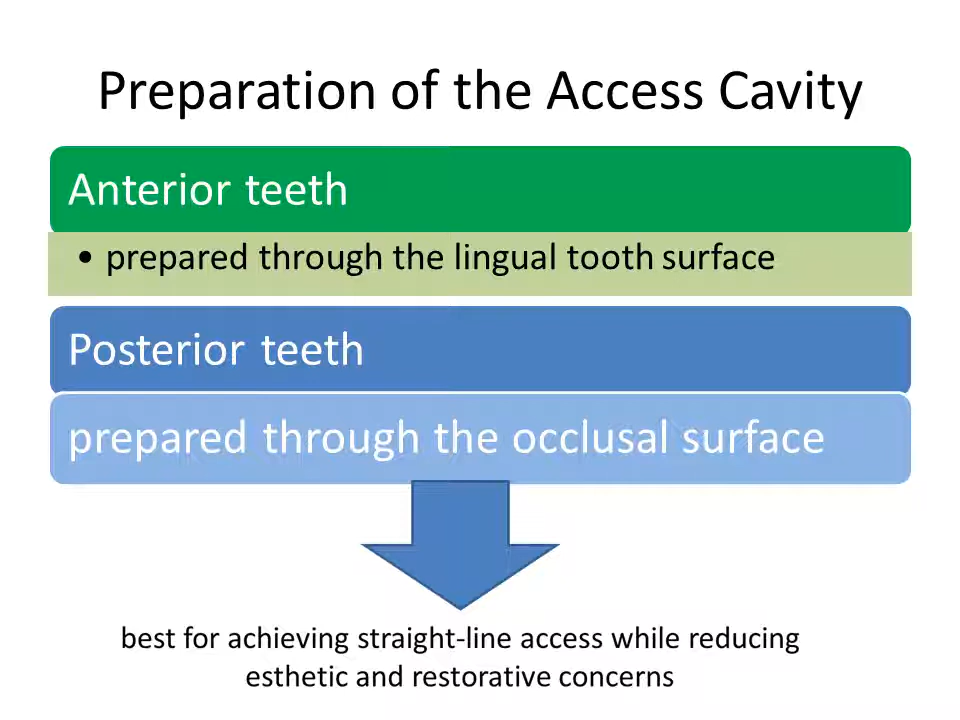 Preparation of the Access Cavity
Anterior teeth
• prepared through the lingual tooth surface
Posterior teeth
prepared through the occlusal surface
best for achieving straight-line access while reducing
esthetic and restorative concerns